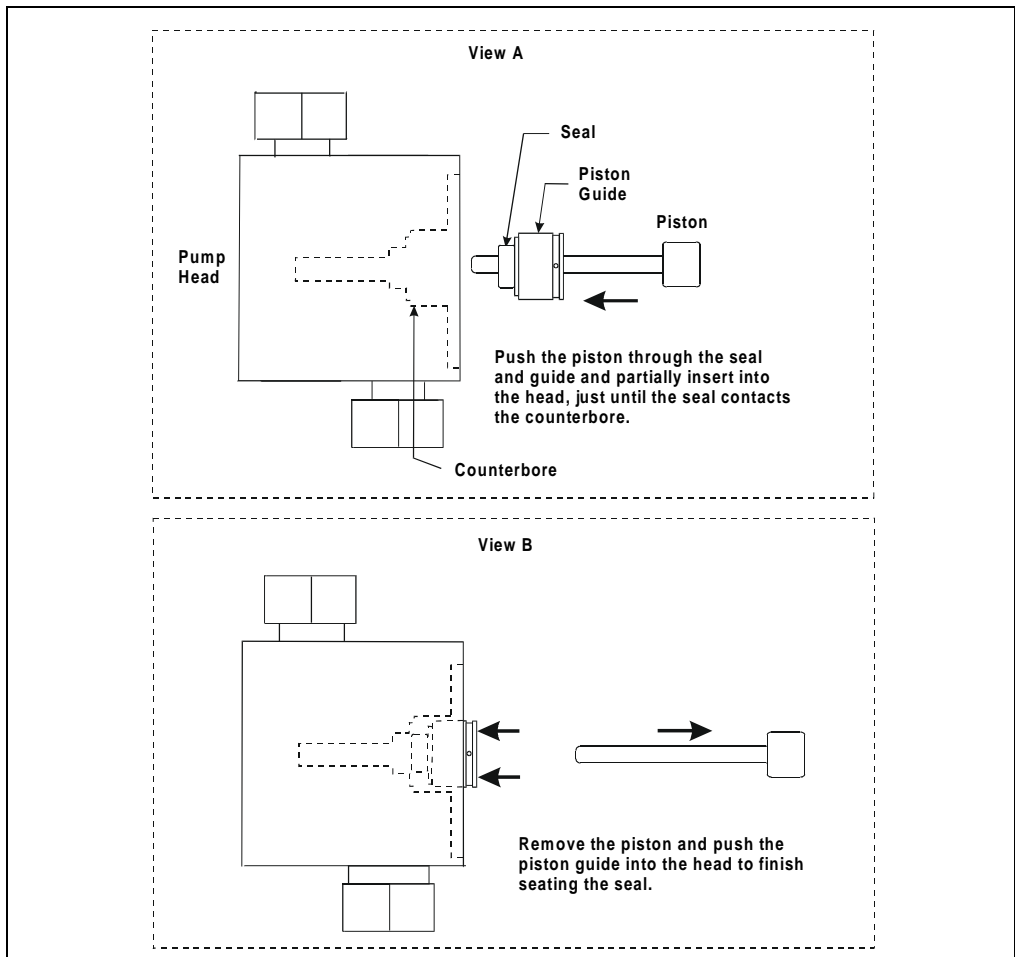 View A
Seal
Piston
Guide
Piston
Pump
Head
Push the piston through the seal
and guide and partially insert into
the head, just until the seal contacts
the counterbore.
Counterbore
View B
Remove the piston and push the
piston guide into the head to finish
seating the seal.